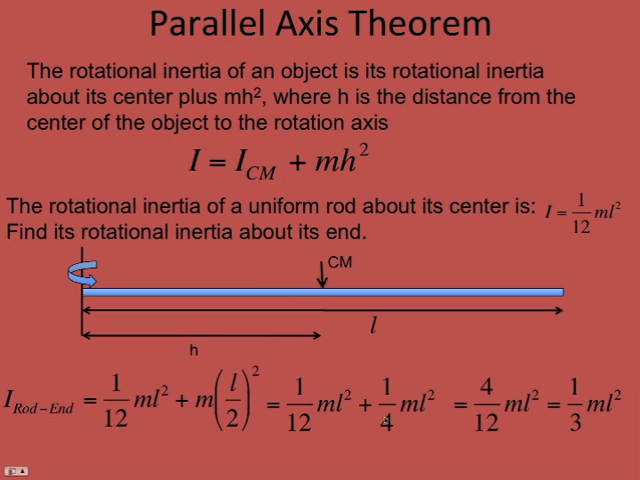 Parallel Axis Theorem
The rotational inertia of an object is its rotational inertia
about its center plus mh², where h is the distance from the
center of the object to the rotation axis
I = I_CM + mh²
The rotational inertia of a uniform rod about its center is: I = 1/12 ml²
Find its rotational inertia about its end.
CM
l
h
I_Rod−End = 1/12 ml² + m(l/2)² = 1/12 ml² + 1/4 ml² = 4/12 ml² = 1/3 ml²